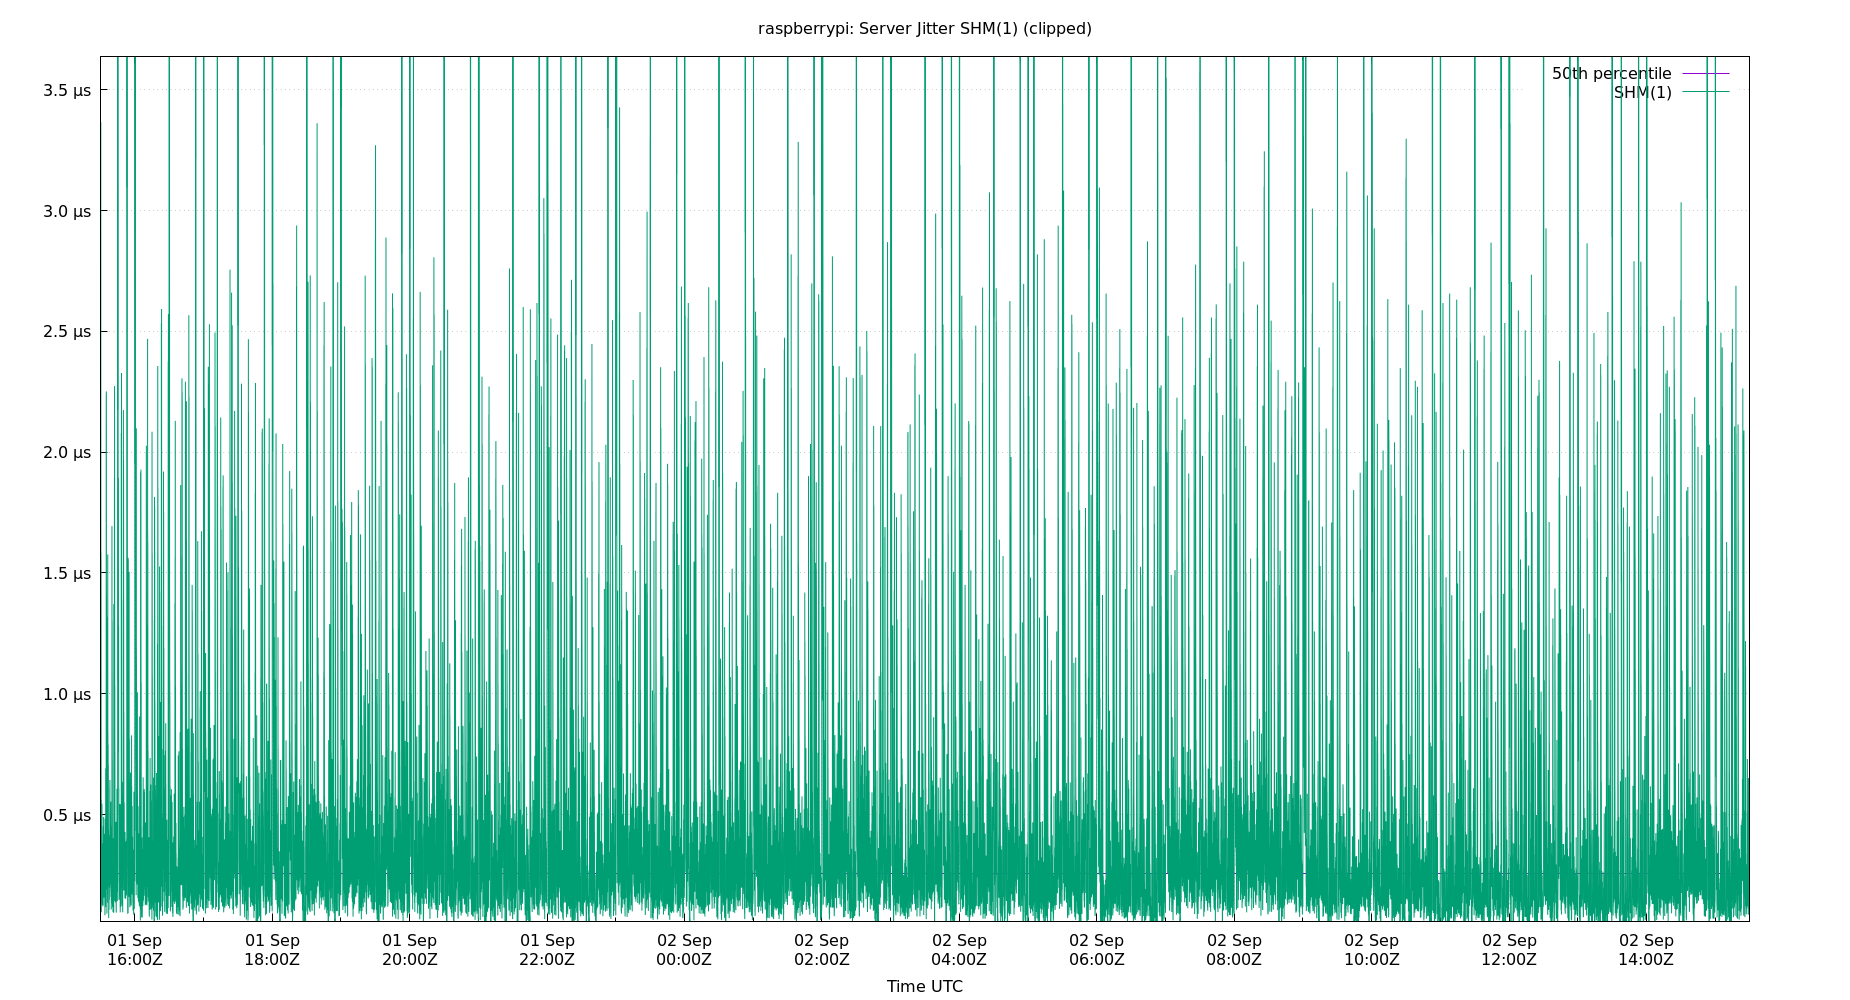 raspberrypi: Server Jitter SHM(1) (clipped)
50th percentile
SHM(1)
3.5 µs
3.0 µs
2.5 µs
2.0 µs
1.5 µs
1.0 µs
0.5 µs
01 Sep 01 Sep 01 Sep 01 Sep 02 Sep 02 Sep 02 Sep 02 Sep 02 Sep 02 Sep 02 Sep 02 Sep
16:00Z 18:00Z 20:00Z 22:00Z 00:00Z 02:00Z 04:00Z 06:00Z 08:00Z 10:00Z 12:00Z 14:00Z
Time UTC